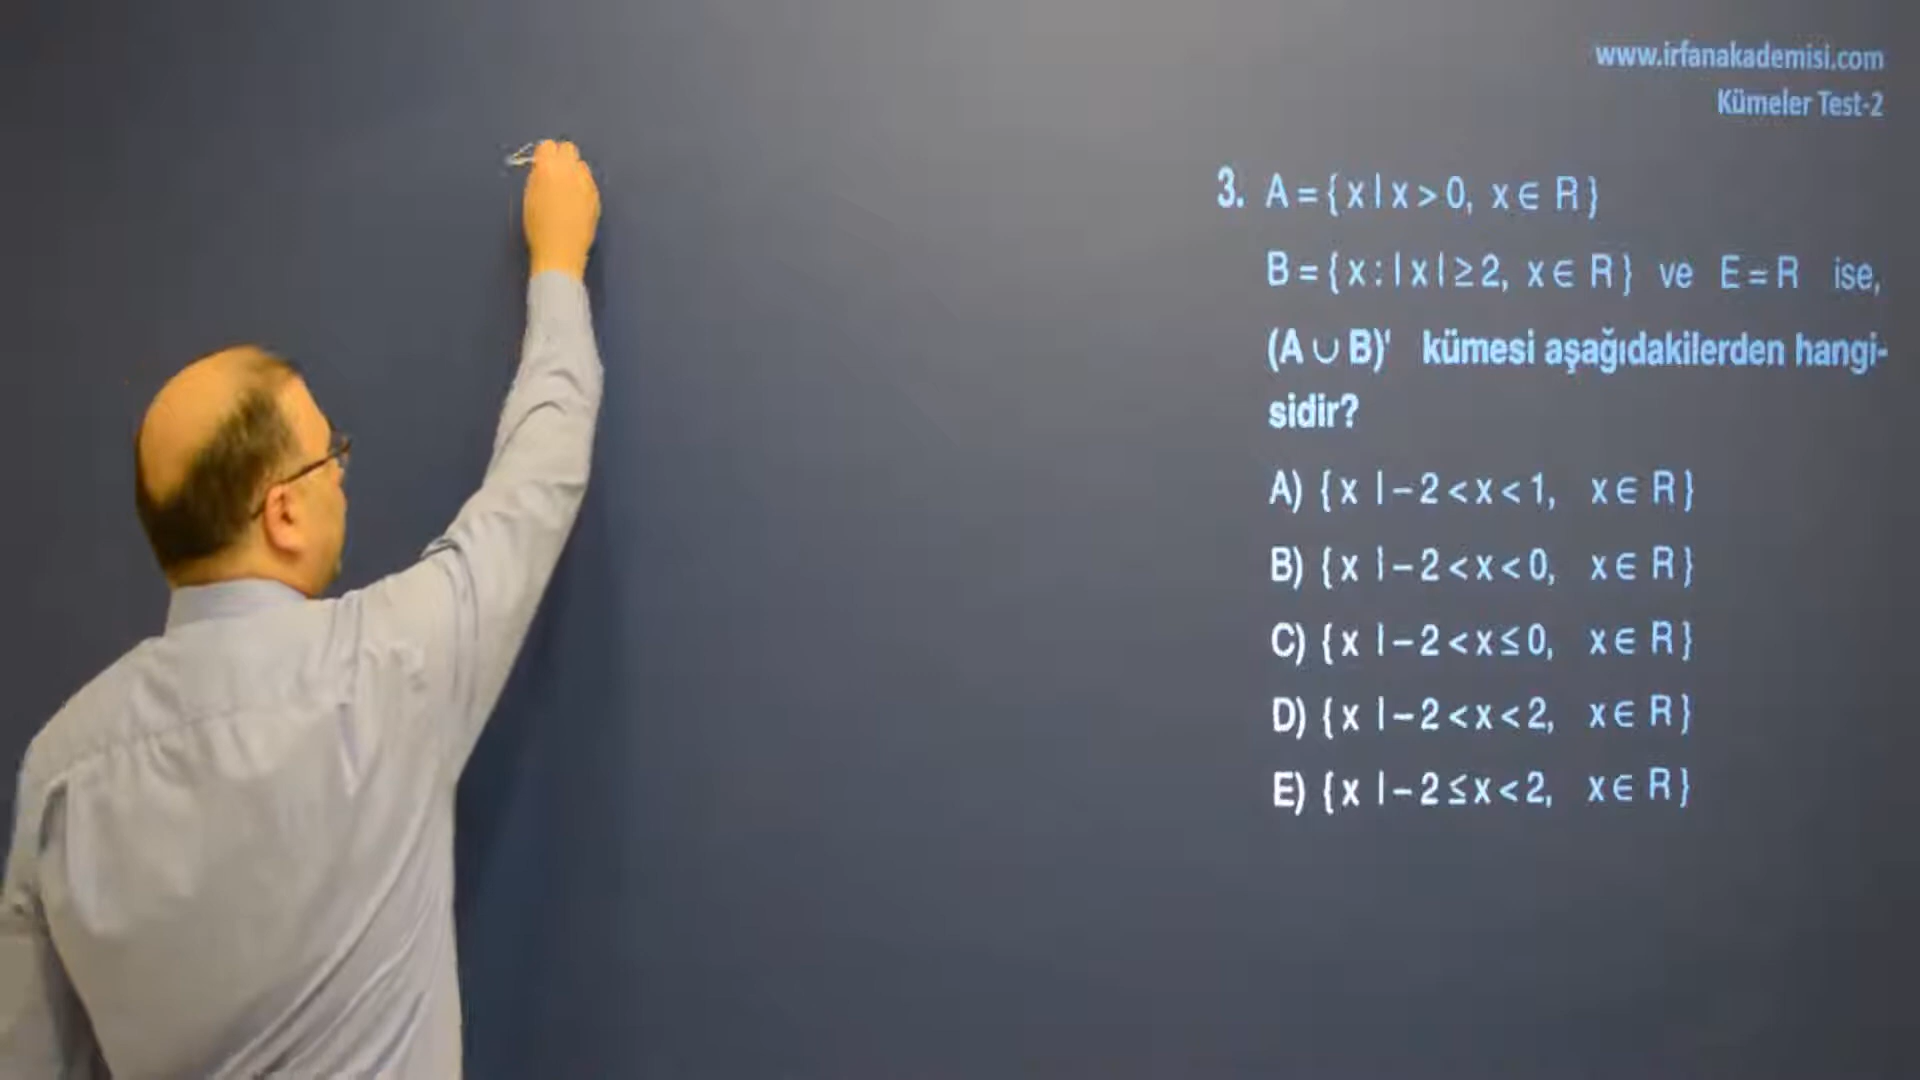 www.irfanakademisi.com
Kümeler Test-2
3. A = { x | x > 0, x ∈ R }
B = { x : | x | ≥ 2, x ∈ R } ve E = R ise,
(A ∪ B)' kümesi aşağıdakilerden hangi-
sidir?
A) { x | – 2 < x < 1, x ∈ R }
B) { x | – 2 < x < 0, x ∈ R }
C) { x | – 2 < x ≤ 0, x ∈ R }
D) { x | – 2 < x < 2, x ∈ R }
E) { x | – 2 ≤ x < 2, x ∈ R }